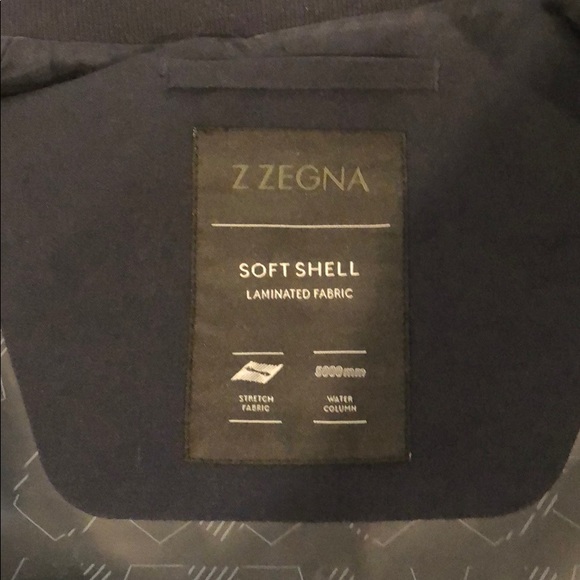 Z ZEGNA
SOFT SHELL
LAMINATED FABRIC
STRETCH
FABRIC
5000mm
WATER
COLUMN